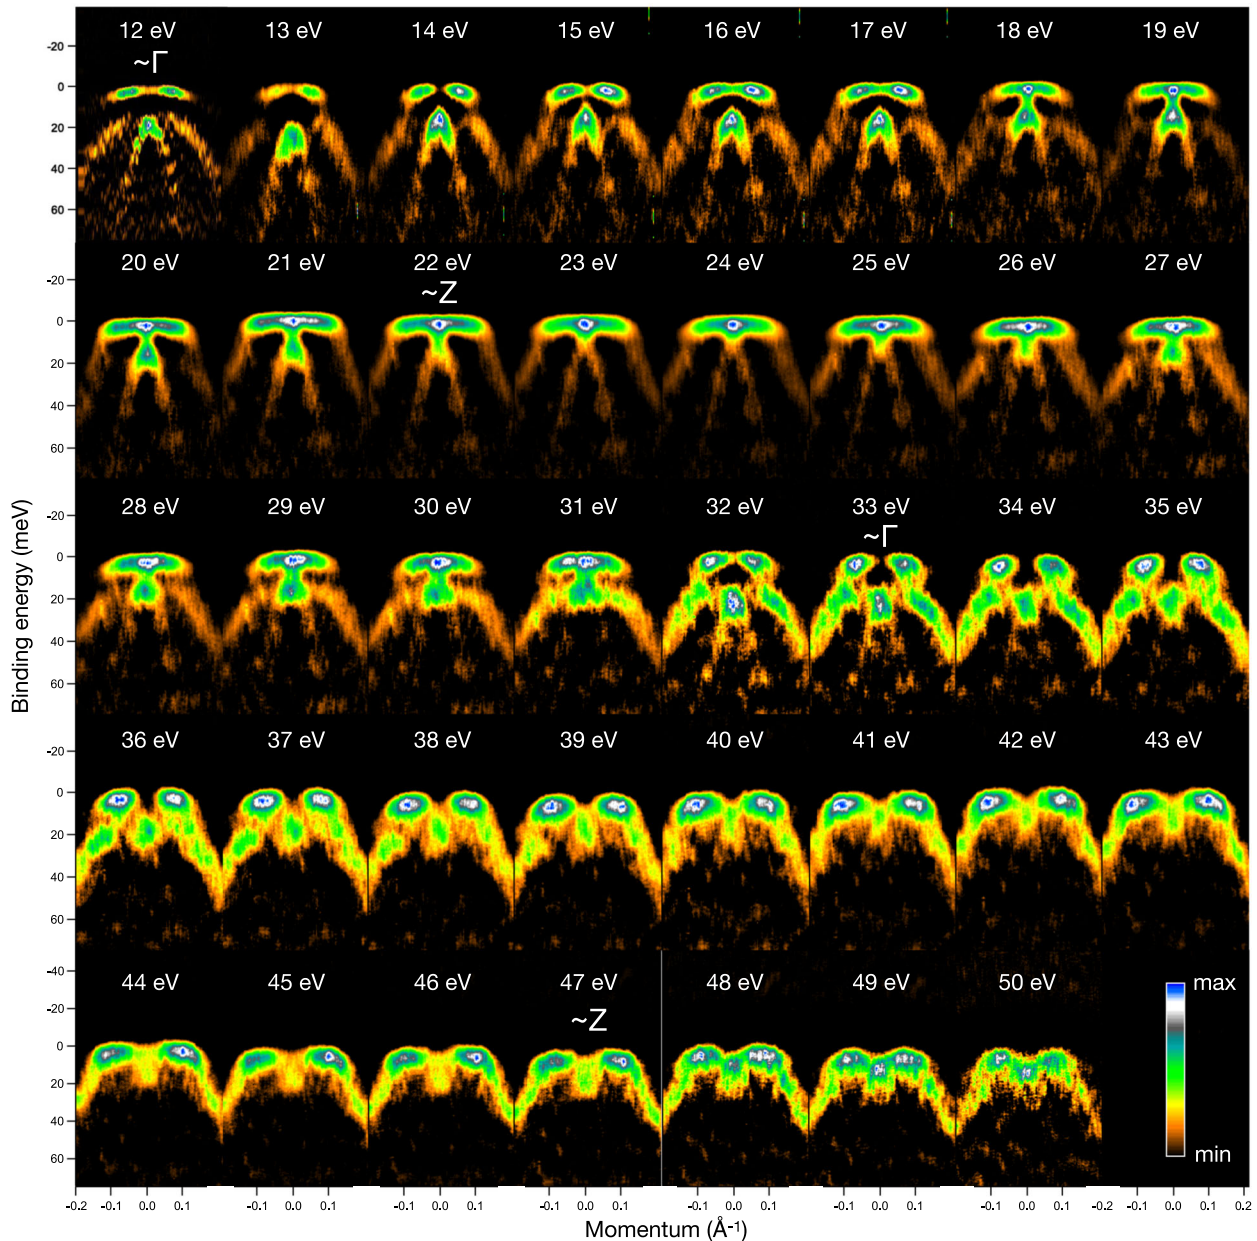 12 eV 13 eV 14 eV 15 eV 16 eV 17 eV 18 eV 19 eV
~Γ
-20
0
20
40
60
20 eV 21 eV 22 eV 23 eV 24 eV 25 eV 26 eV 27 eV
~Z
-20
0
20
40
60
28 eV 29 eV 30 eV 31 eV 32 eV 33 eV 34 eV 35 eV
~Γ
-20
0
20
40
60
Binding energy (meV)
36 eV 37 eV 38 eV 39 eV 40 eV 41 eV 42 eV 43 eV
-20
0
20
40
60
44 eV 45 eV 46 eV 47 eV 48 eV 49 eV 50 eV
~Z
-40
-20
0
20
40
60
max
min
-0.2 -0.1 0.0 0.1 -0.1 0.0 0.1 -0.1 0.0 0.1 -0.1 0.0 0.1 -0.1 0.0 0.1 -0.1 0.0 0.1 -0.1 0.0 0.1 -0.2 -0.1 0.0 0.1 0.2
Momentum (Å⁻¹)